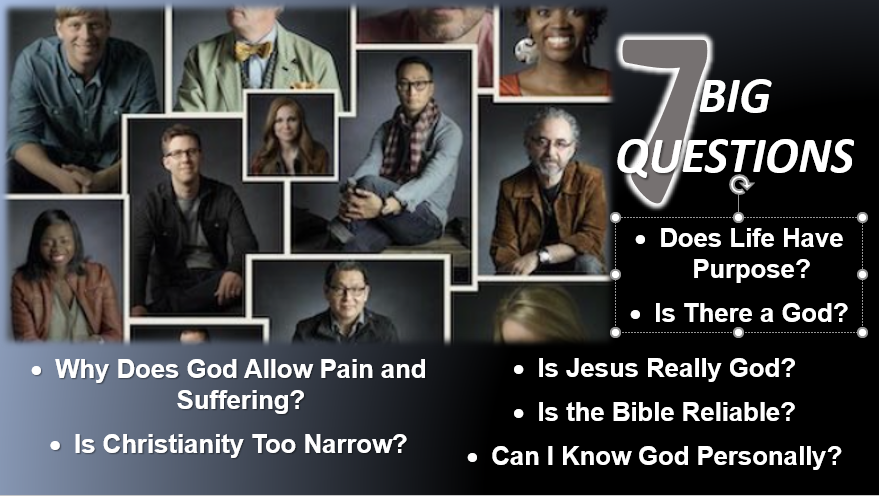 7 BIG
QUESTIONS
• Does Life Have
Purpose?
• Is There a God?
• Why Does God Allow Pain and
Suffering?
• Is Christianity Too Narrow?
• Is Jesus Really God?
• Is the Bible Reliable?
• Can I Know God Personally?